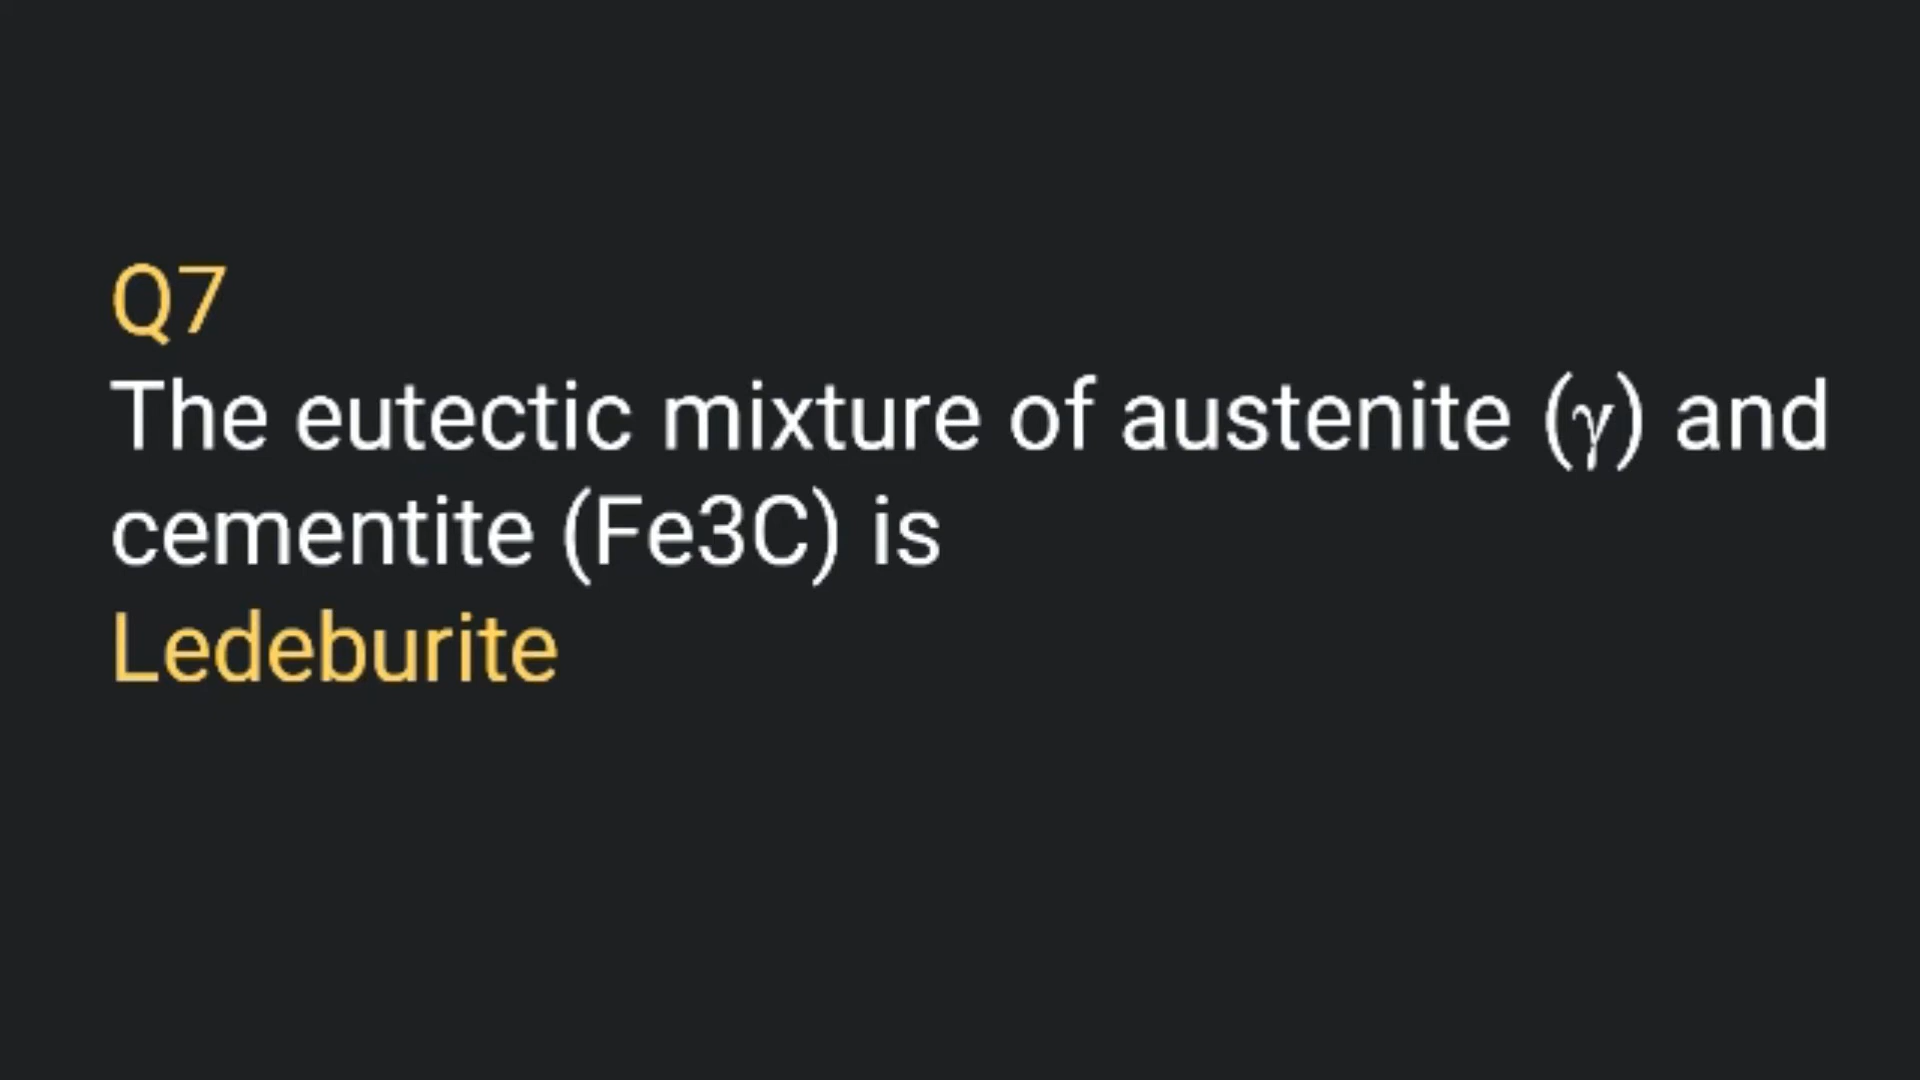 Q7
The eutectic mixture of austenite (γ) and
cementite (Fe3C) is
Ledeburite